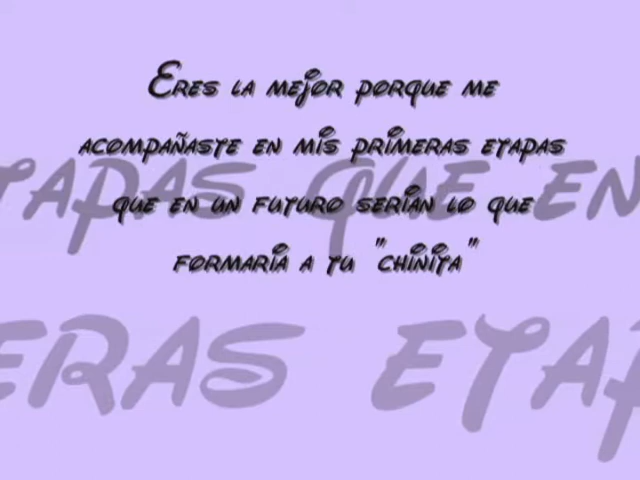 Eres la mejor porque me
acompañaste en mis primeras etapas
que en un futuro serían lo que
formaría a tu "chinita"
etapas que en
eras etap